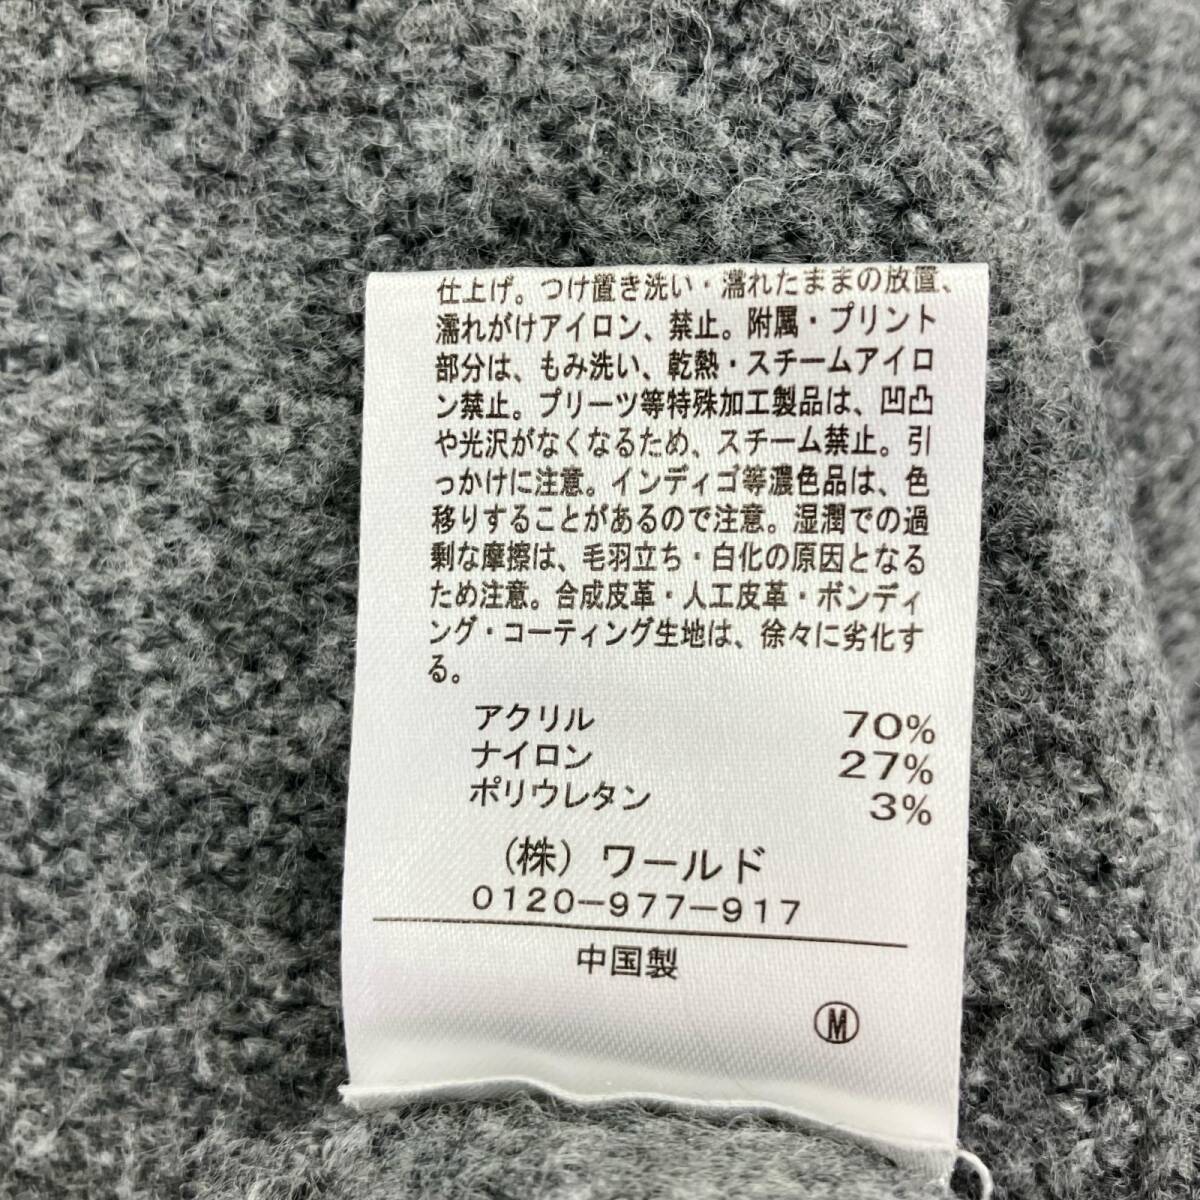 仕上げ。つけ置き洗い・濡れたままの放置、
濡れがけアイロン、禁止。附属・プリント
部分は、もみ洗い、乾熱・スチームアイロ
ン禁止。プリーツ等特殊加工製品は、凹凸
や光沢がなくなるため、スチーム禁止。引
っかけに注意。インディゴ等濃色品は、色
移りすることがあるので注意。湿潤での過
剰な摩擦は、毛羽立ち・白化の原因となる
ため注意。合成皮革・人工皮革・ボンディ
ング・コーティング生地は、徐々に劣化す
る。
アクリル 70%
ナイロン 27%
ポリウレタン 3%
(株) ワールド
0120-977-917
中国製
Ⓜ